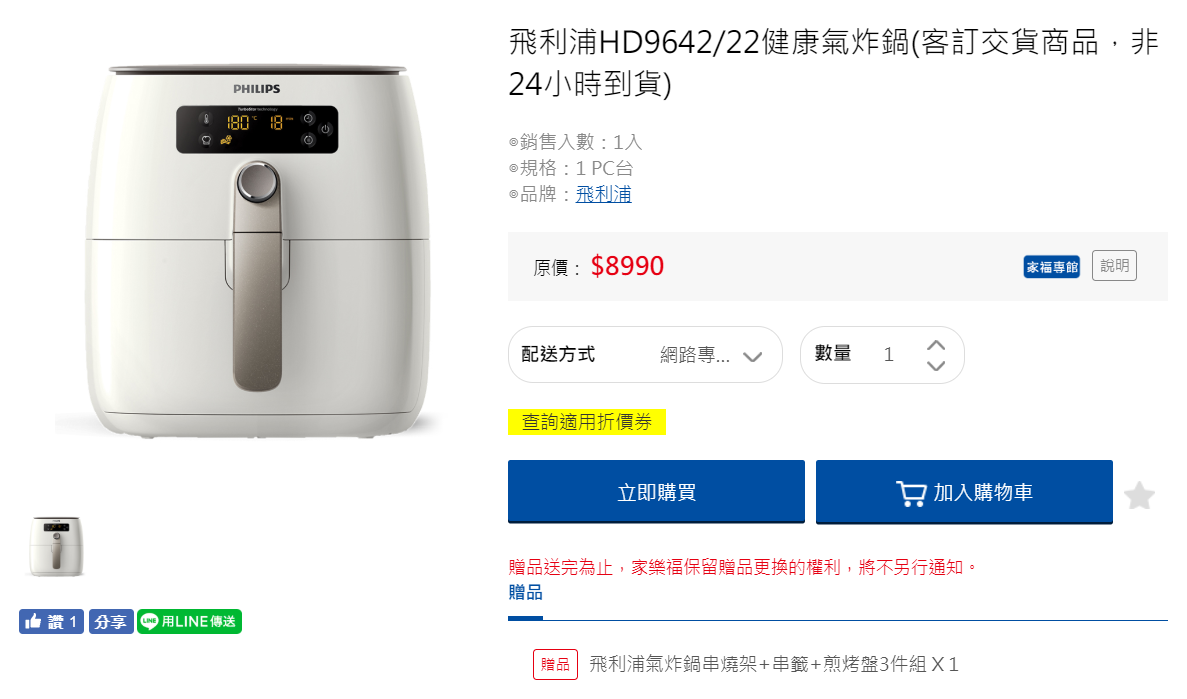 飛利浦HD9642/22健康氣炸鍋(客訂交貨商品，非
24小時到貨)
PHILIPS
TurboStar technology
180°C 18 min
◎銷售入數：1入
◎規格：1 PC台
◎品牌：飛利浦
原價： $8990
家福專館
說明
配送方式 網路專...
數量 1
查詢適用折價券
立即購買
加入購物車
讚 1
分享
LINE 用LINE傳送
贈品送完為止，家樂福保留贈品更換的權利，將不另行通知。
贈品
贈品 飛利浦氣炸鍋串燒架+串籤+煎烤盤3件組 X 1